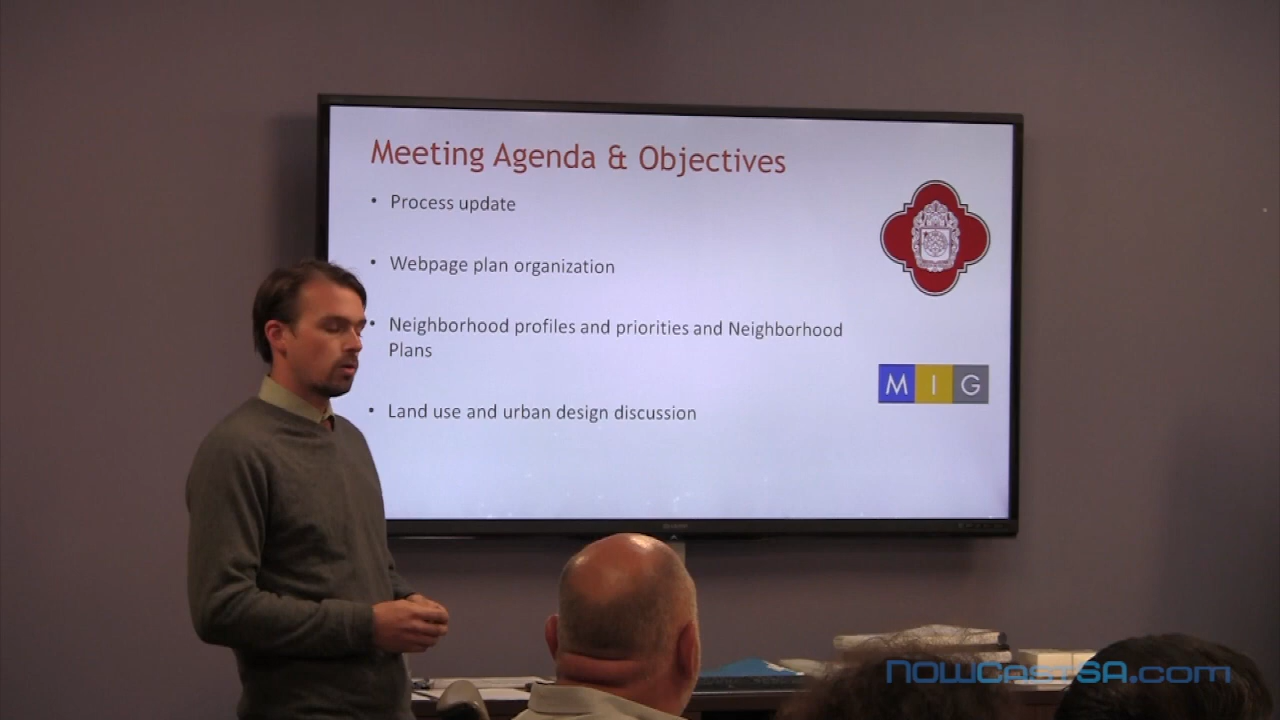 Meeting Agenda & Objectives
• Process update
• Webpage plan organization
• Neighborhood profiles and priorities and Neighborhood
Plans
• Land use and urban design discussion
M I G
NOWCASTSA.com